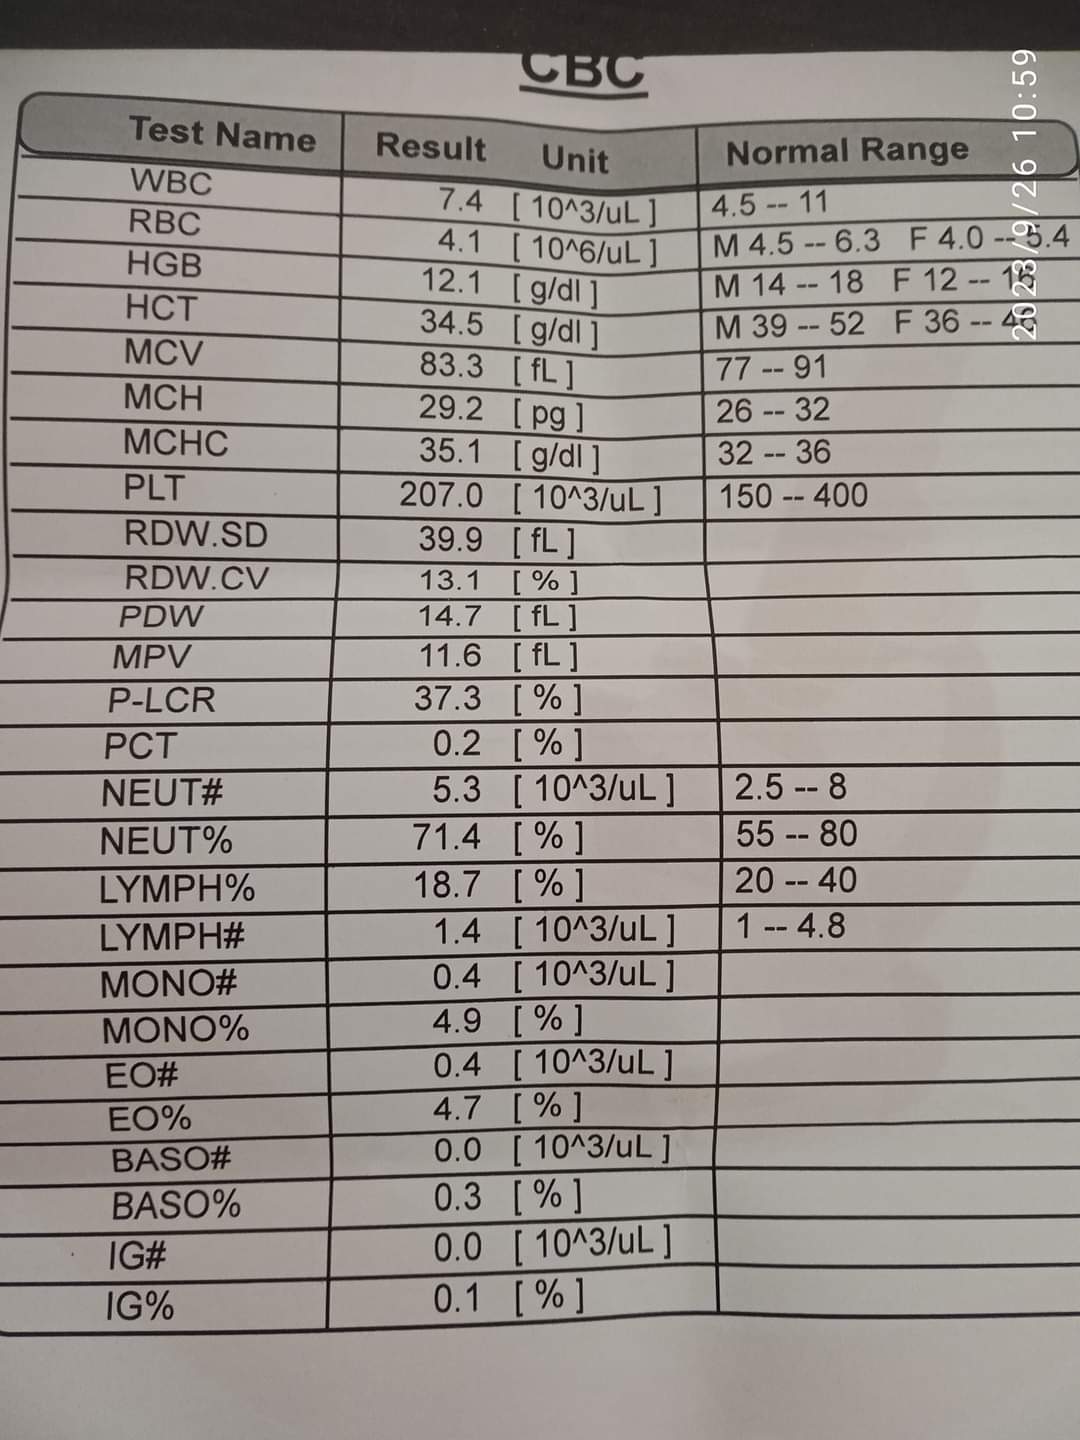 CBC
Test Name Result Unit Normal Range
WBC 7.4 [ 10^3/uL ] 4.5 -- 11
RBC 4.1 [ 10^6/uL ] M 4.5 -- 6.3 F 4.0 -- 5.4
HGB 12.1 [ g/dl ] M 14 -- 18 F 12 --
HCT 34.5 [ g/dl ] M 39 -- 52 F 36 --
MCV 83.3 [ fL ] 77 -- 91
MCH 29.2 [ pg ] 26 -- 32
MCHC 35.1 [ g/dl ] 32 -- 36
PLT 207.0 [ 10^3/uL ] 150 -- 400
RDW.SD 39.9 [ fL ]
RDW.CV 13.1 [ % ]
PDW 14.7 [ fL ]
MPV 11.6 [ fL ]
P-LCR 37.3 [ % ]
PCT 0.2 [ % ]
NEUT# 5.3 [ 10^3/uL ] 2.5 -- 8
NEUT% 71.4 [ % ] 55 -- 80
LYMPH% 18.7 [ % ] 20 -- 40
LYMPH# 1.4 [ 10^3/uL ] 1 -- 4.8
MONO# 0.4 [ 10^3/uL ]
MONO% 4.9 [ % ]
EO# 0.4 [ 10^3/uL ]
EO% 4.7 [ % ]
BASO# 0.0 [ 10^3/uL ]
BASO% 0.3 [ % ]
IG# 0.0 [ 10^3/uL ]
IG% 0.1 [ % ]
2023/9/26 10:59